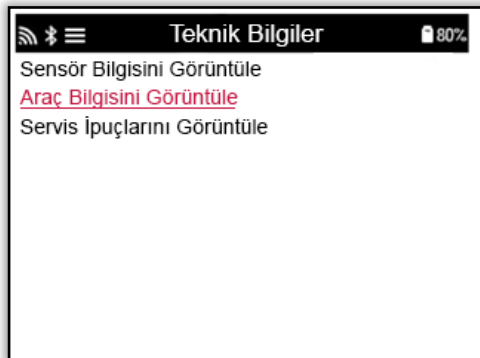 Teknik Bilgiler 80%
Sensör Bilgisini Görüntüle
Araç Bilgisini Görüntüle
Servis İpuçlarını Görüntüle